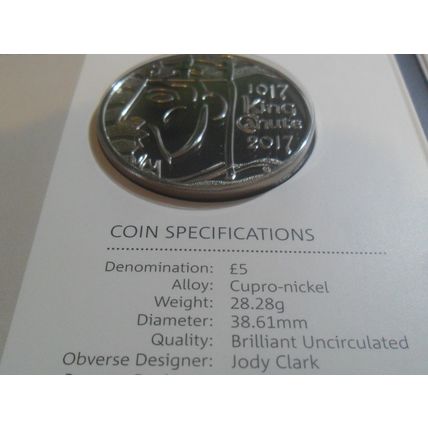 1017
King
Cnute
2017
COIN SPECIFICATIONS
Denomination: £5
Alloy: Cupro-nickel
Weight: 28.28g
Diameter: 38.61mm
Quality: Brilliant Uncirculated
Obverse Designer: Jody Clark